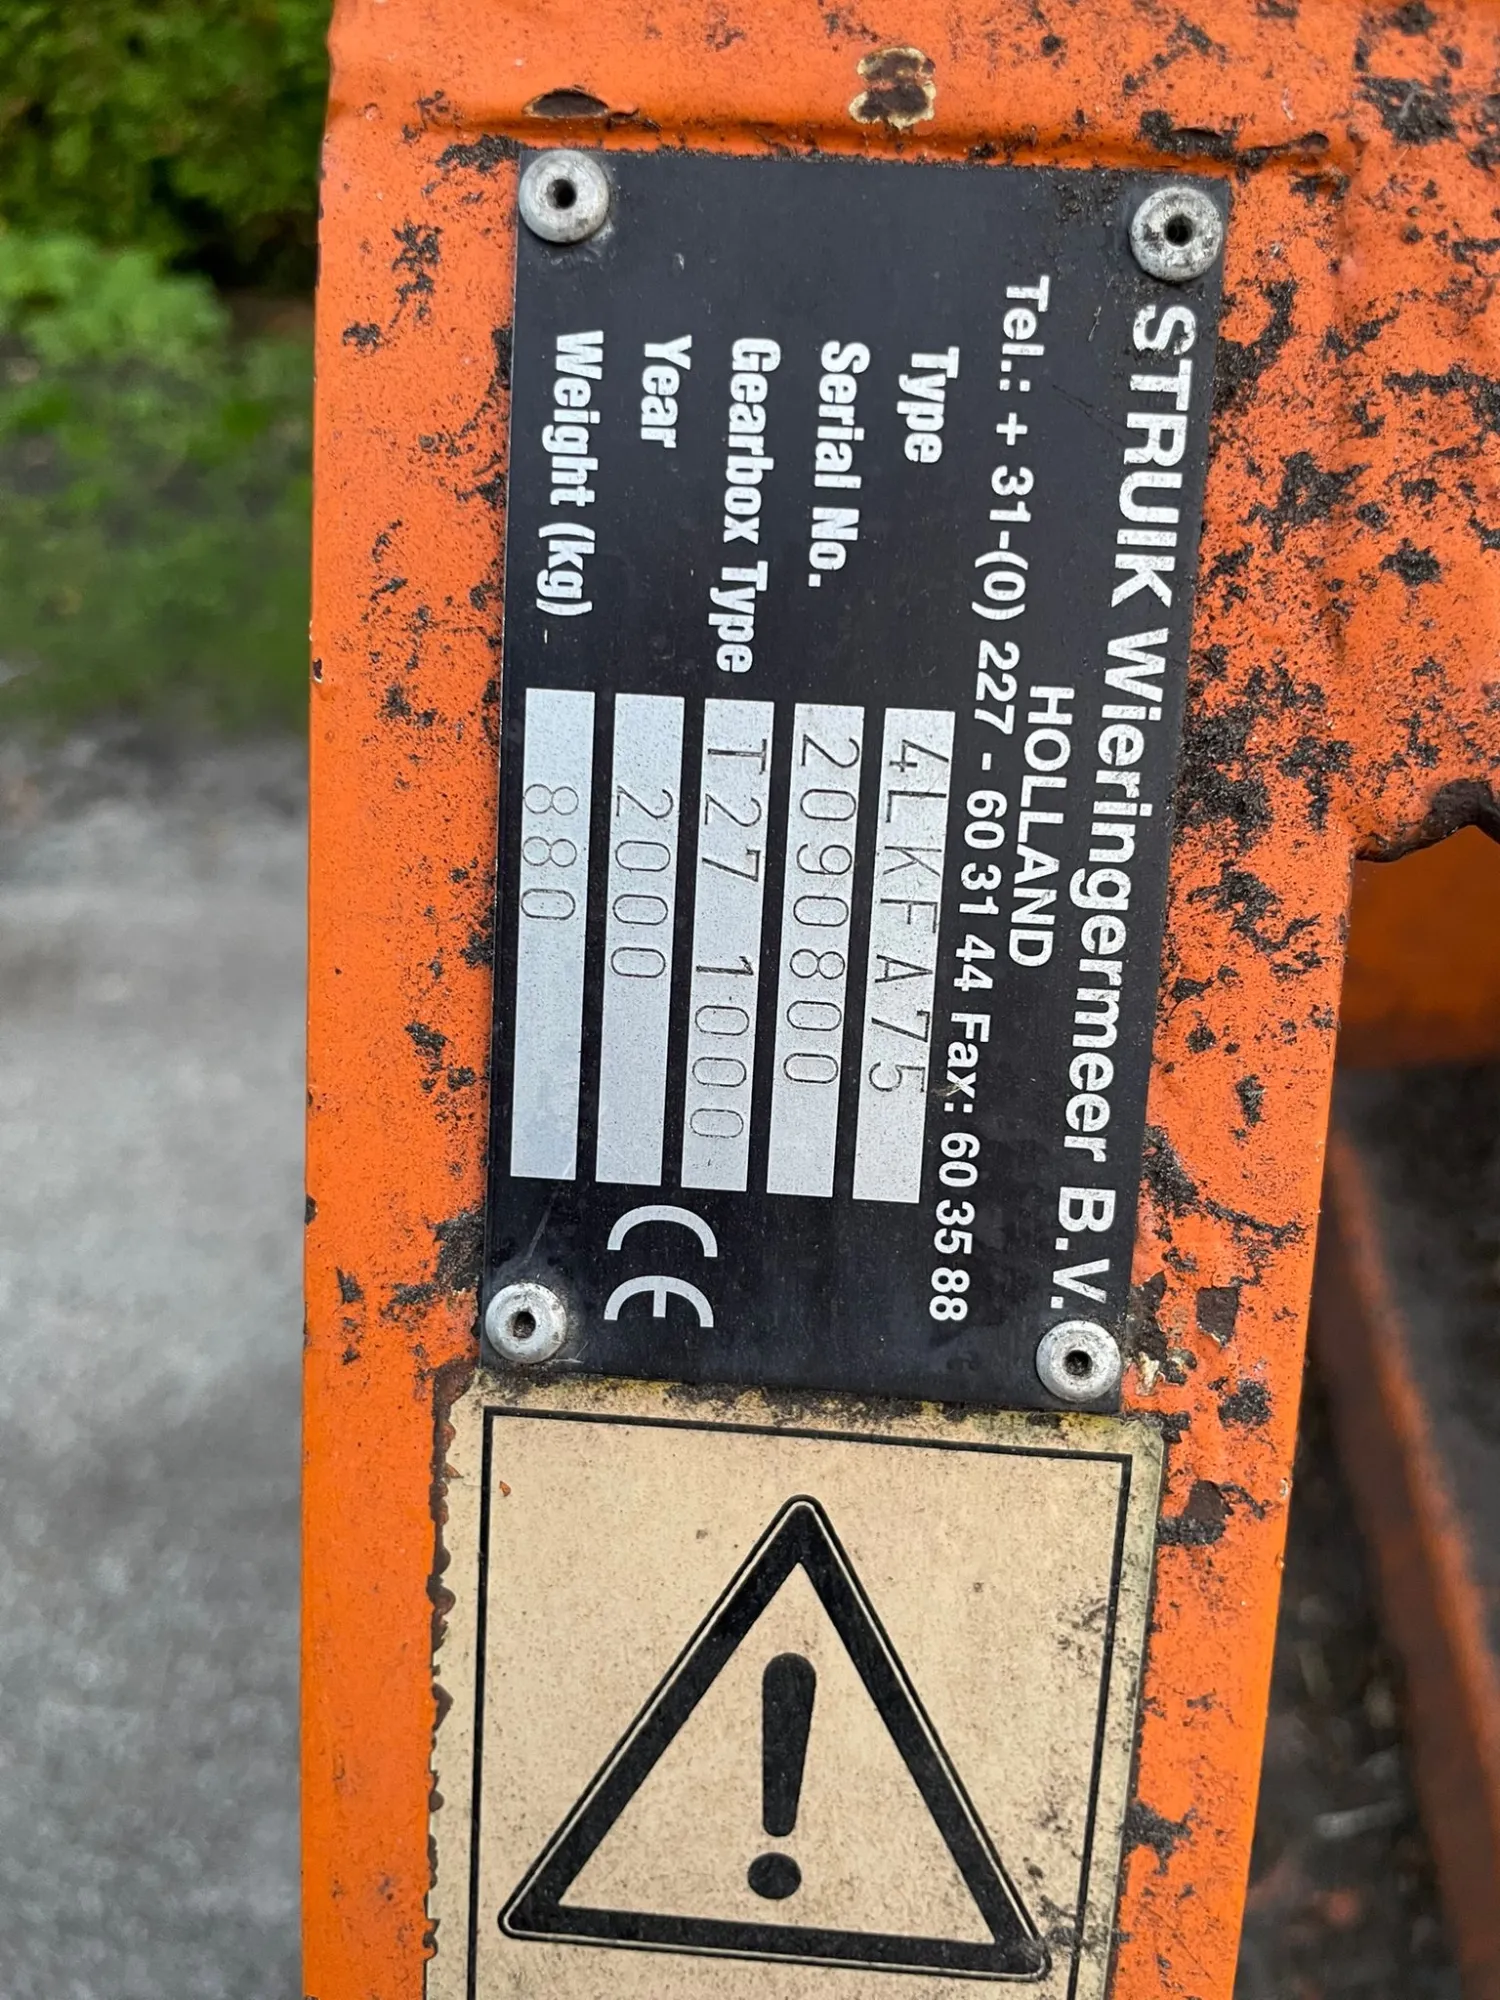 STRUIK Wieringermeer B.V.
HOLLAND
Tel.: + 31-(0) 227 - 60 31 44 Fax: 60 35 88
Type 4LKFA75
Serial No. 2090800
Gearbox Type T27 1000
Year 2000
Weight (kg) 880
CE